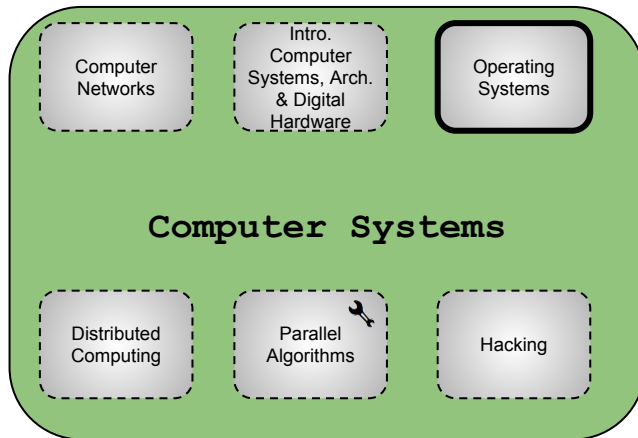 Computer
Networks
Intro.
Computer
Systems, Arch.
& Digital
Hardware
Operating
Systems
Computer Systems
Distributed
Computing
Parallel
Algorithms
Hacking